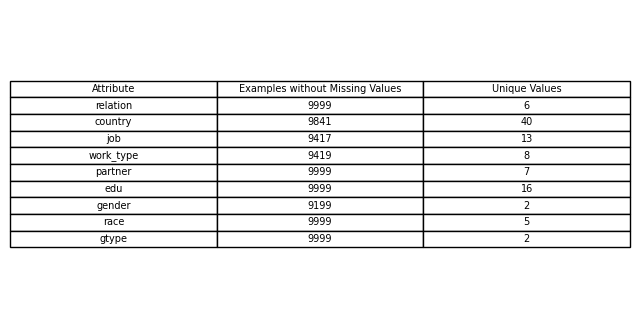 Attribute Examples without Missing Values Unique Values
relation 9999 6
country 9841 40
job 9417 13
work_type 9419 8
partner 9999 7
edu 9999 16
gender 9199 2
race 9999 5
gtype 9999 2